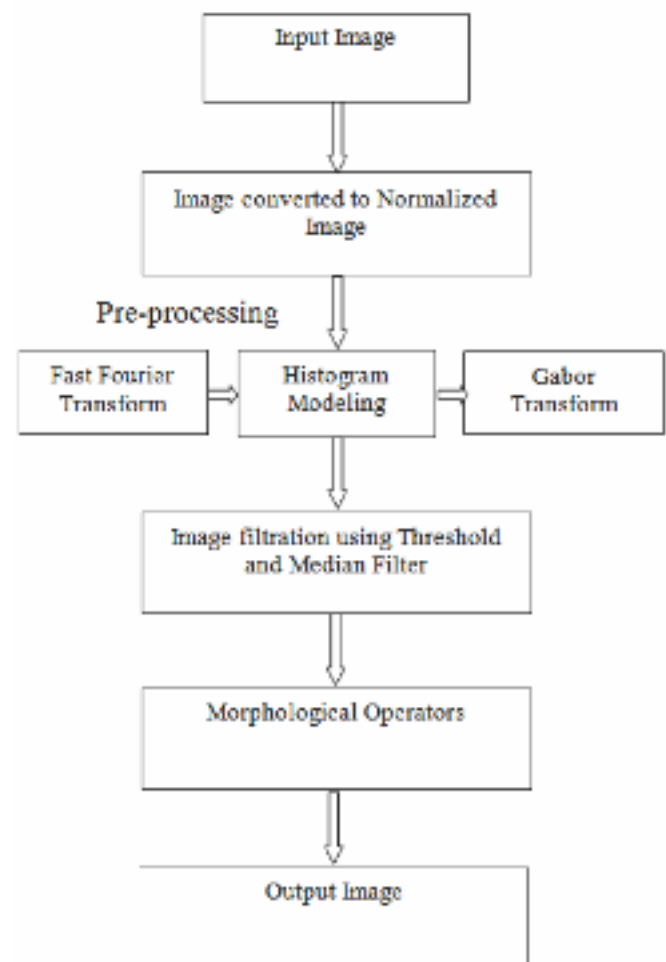 Input Image
Image converted to Normalized
Image
Pre-processing
Fast Fourier
Transform
Histogram
Modeling
Gabor
Transform
Image filtration using Threshold
and Median Filter
Morphological Operators
Output Image